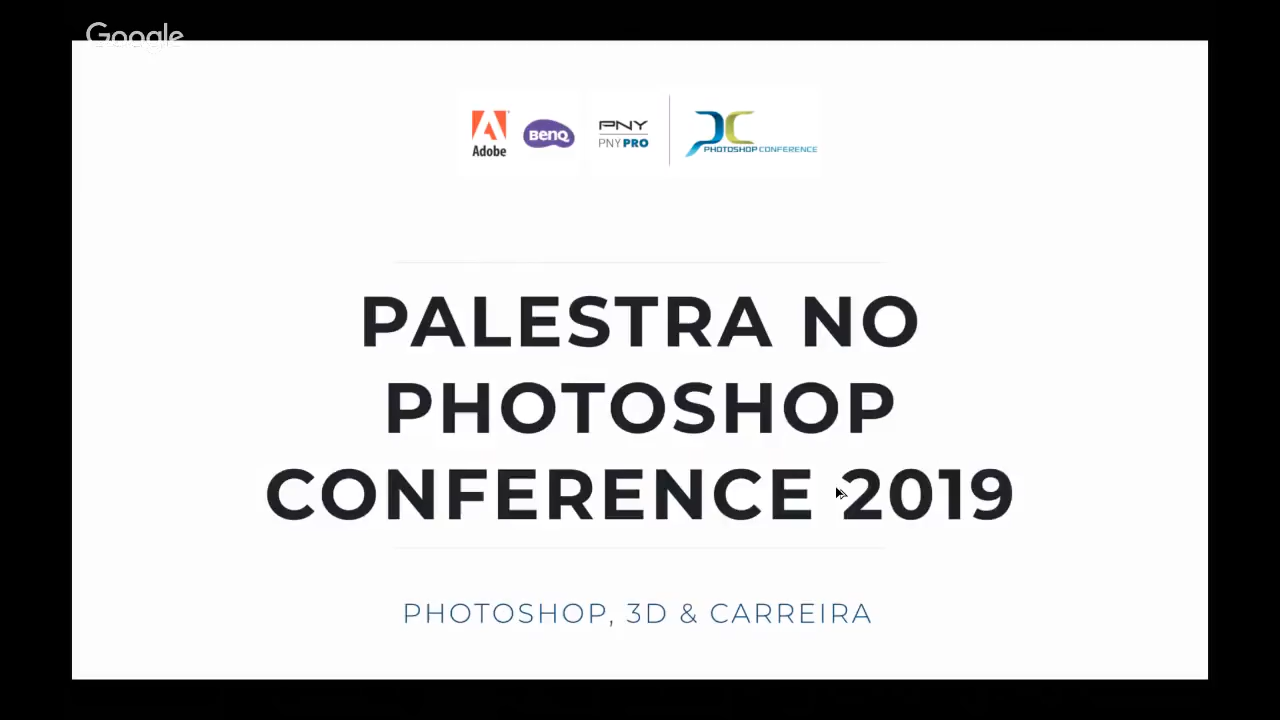 Google
Adobe
BenQ
PNY
PNY PRO
PHOTOSHOP CONFERENCE
PALESTRA NO
PHOTOSHOP
CONFERENCE 2019
PHOTOSHOP, 3D & CARREIRA